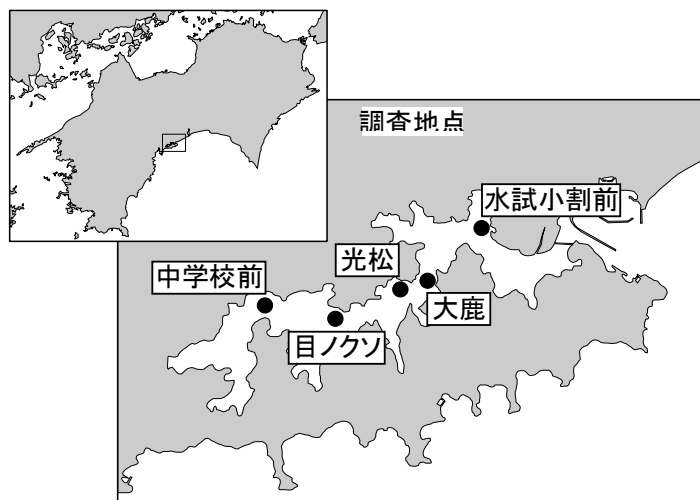 調査地点
水試小割前
光松
中学校前
大鹿
目ノクソ